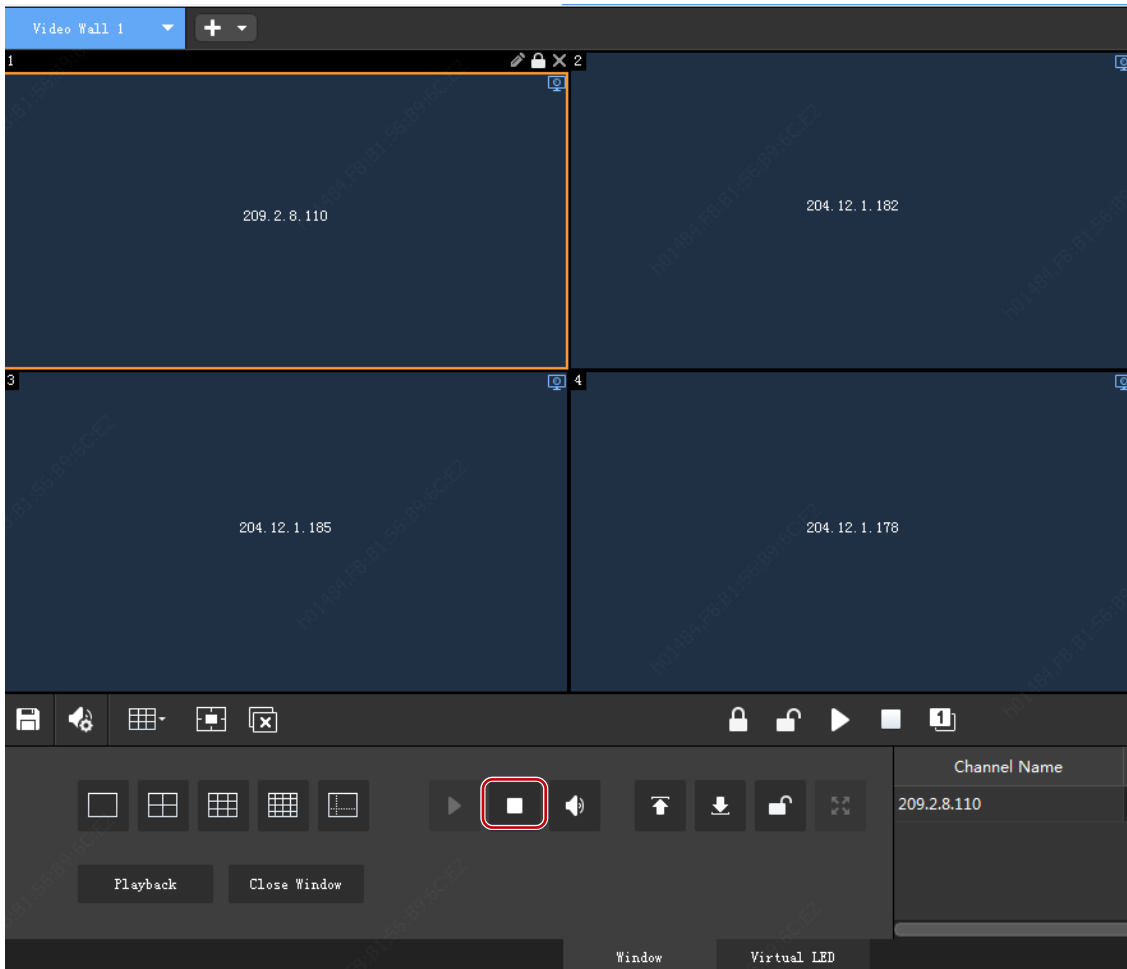 Video Wall 1
1
2
209.2.8.110
204.12.1.182
3
4
204.12.1.185
204.12.1.178
1
Channel Name
209.2.8.110
Playback
Close Window
Window
Virtual LED